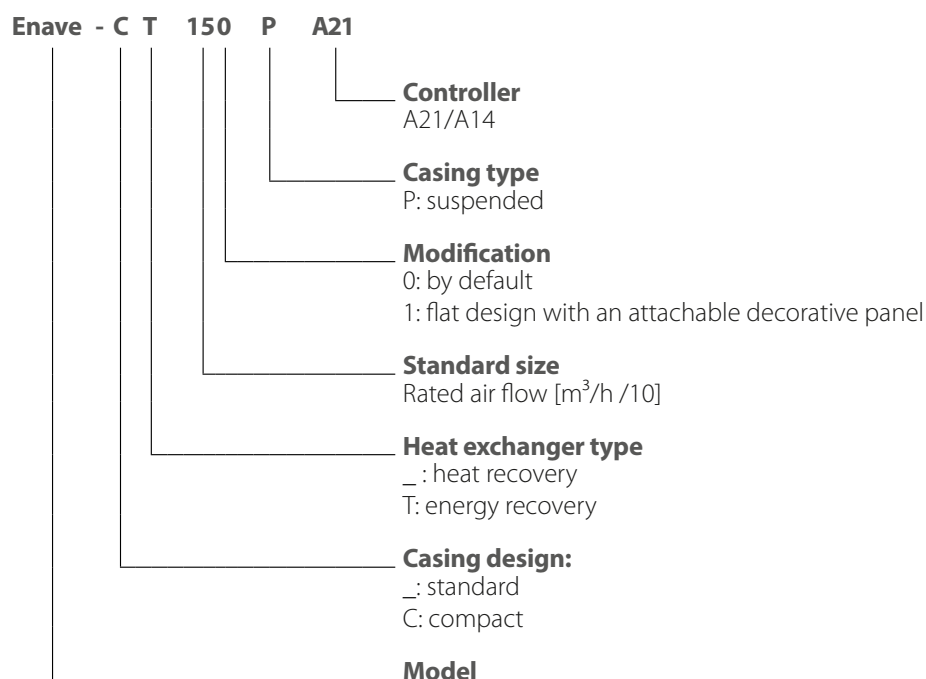 Enave - C T 150 P A21
Controller
A21/A14
Casing type
P: suspended
Modification
0: by default
1: flat design with an attachable decorative panel
Standard size
Rated air flow [m³/h /10]
Heat exchanger type
_ : heat recovery
T: energy recovery
Casing design:
_: standard
C: compact
Model